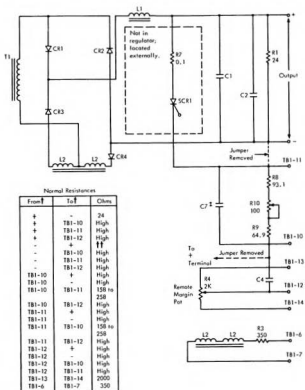 L1
+
Not in
regulator,
located
externally.
R7
0.1
R1
24
T1
CR1
CR2
C1
C2
Output
SCR1
CR3
Jumper
Removed
-
L2
L2
CR4
TB1-11
R8
93.1
Normal Resistances
From↑ To↑ Ohms
+ - 24
+ TB1-10 High
+ TB1-11 High
+ TB1-12 High
- + ↑↑
- TB1-10 High
- TB1-11 High
- TB1-12 High
TB1-10 + High
TB1-10 - High
TB1-10 TB1-11 158 to
258
TB1-10 TB1-12 High
TB1-11 + High
TB1-11 - High
TB1-11 TB1-10 158 to
258
TB1-11 TB1-12 High
TB1-12 + High
TB1-12 - High
TB1-12 TB1-10 High
TB1-12 TB1-11 High
TB1-13 TB1-14 2000
TB1-6 TB1-7 350
C7
R10
100
R9
64.9
TB1-10
To
+
Terminal
Jumper Removed
TB1-13
R4
2K
C4
Remote
Margin
Pot
TB1-12
TB1-14
L2
L2
R3
350
TB1-6
TB1-7